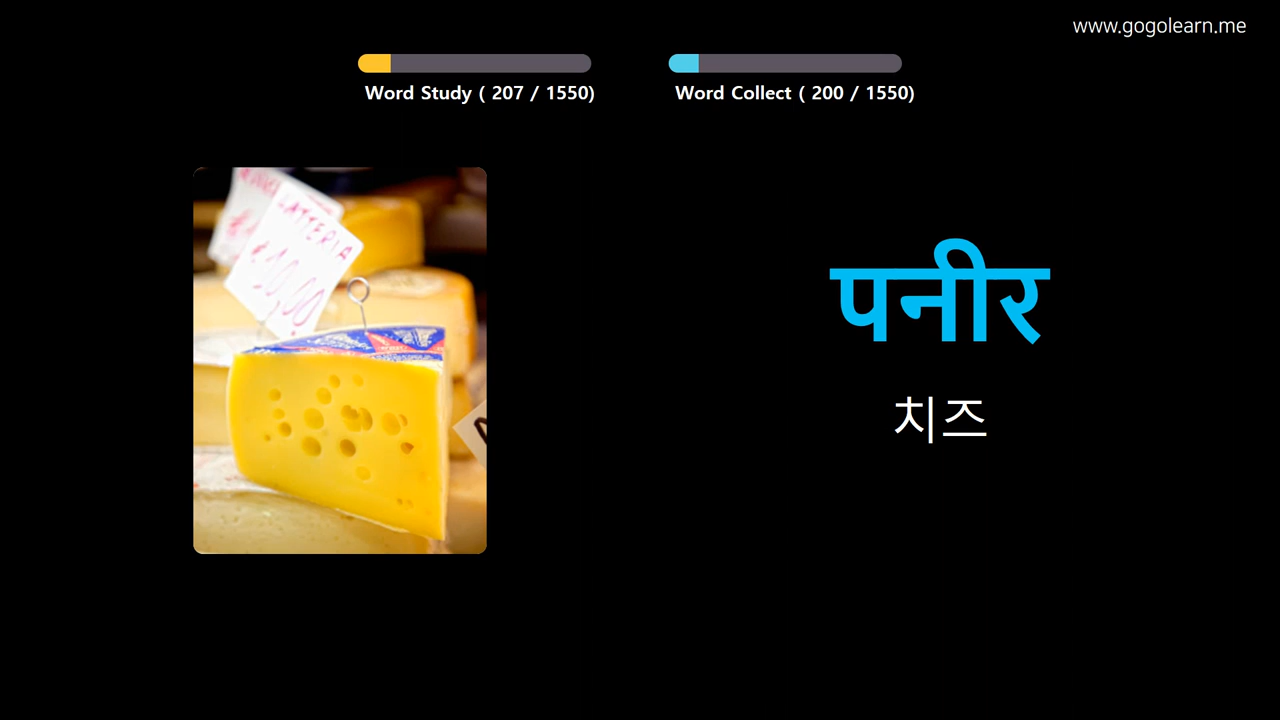 www.gogolearn.me
Word Study ( 207 / 1550)
Word Collect ( 200 / 1550)
LATTERIA
पनीर
치즈